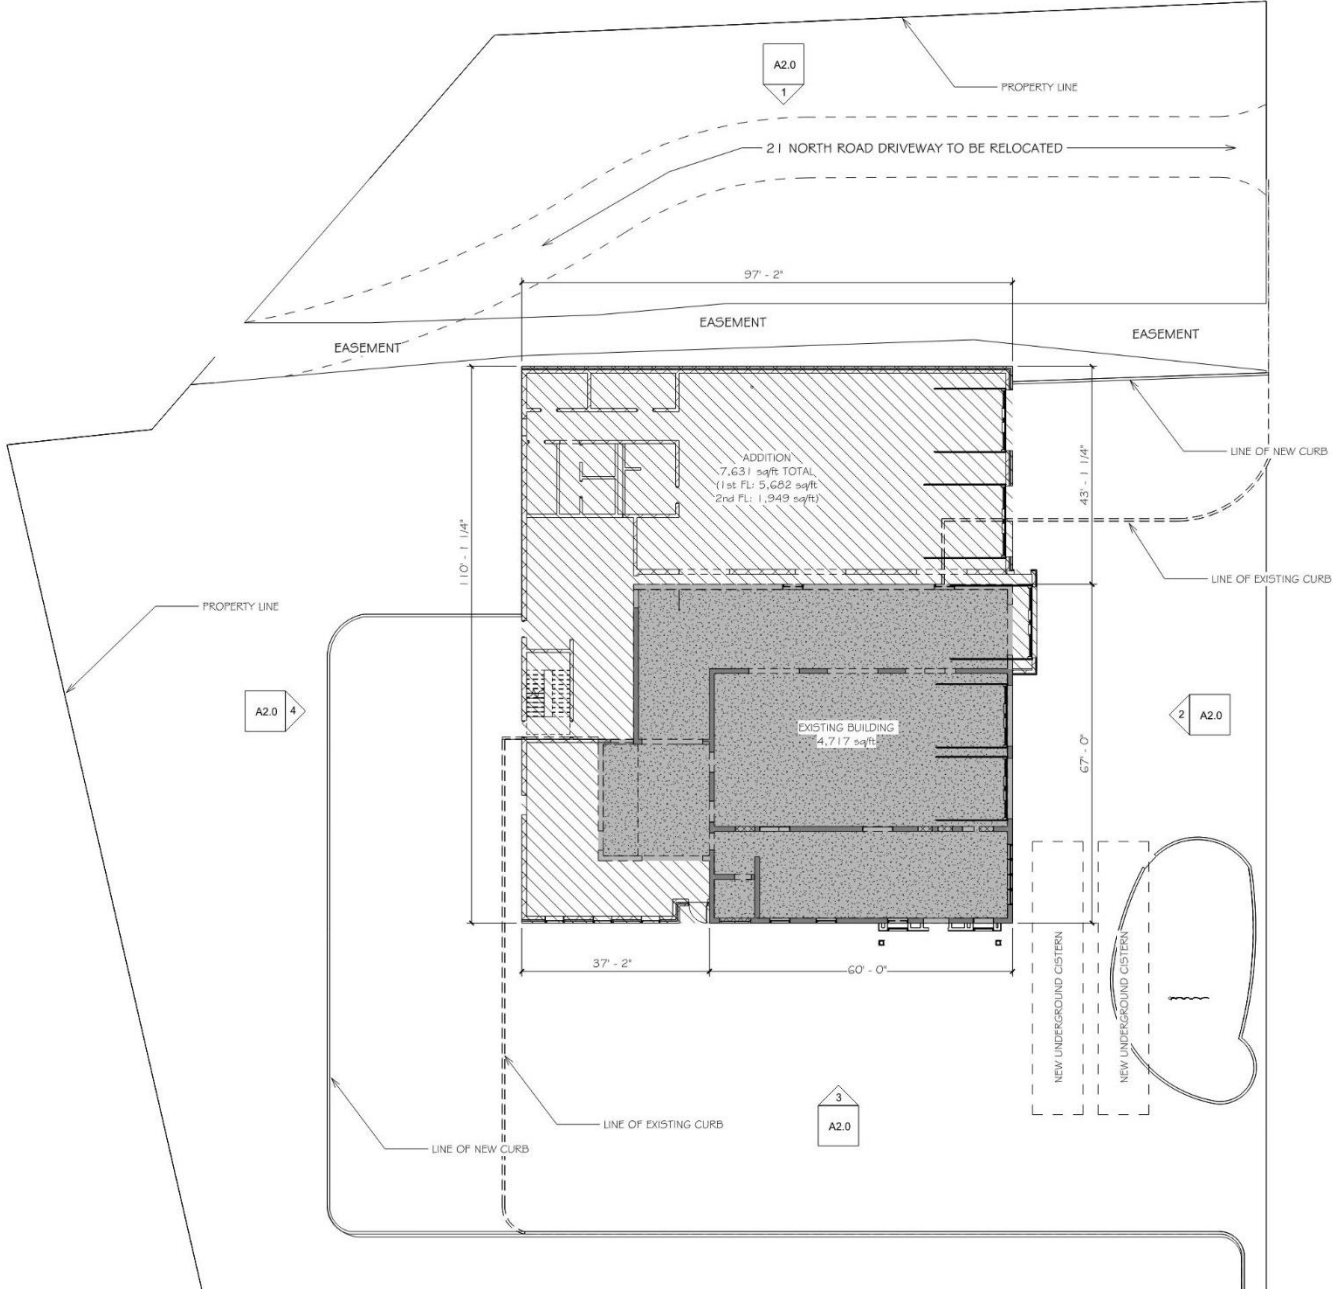 A2.0
1
PROPERTY LINE
21 NORTH ROAD DRIVEWAY TO BE RELOCATED
97' - 2"
EASEMENT
EASEMENT
EASEMENT
LINE OF NEW CURB
ADDITION
7,631 sq/ft TOTAL
(1st FL: 5,682 sq/ft
2nd FL: 1,949 sq/ft)
43' - 1 1/4"
110' - 1 1/4"
LINE OF EXISTING CURB
PROPERTY LINE
A2.0
4
2
A2.0
EXISTING BUILDING
4,717 sq/ft
67' - 0"
37' - 2"
60' - 0"
NEW UNDERGROUND CISTERN
NEW UNDERGROUND CISTERN
3
A2.0
LINE OF EXISTING CURB
LINE OF NEW CURB